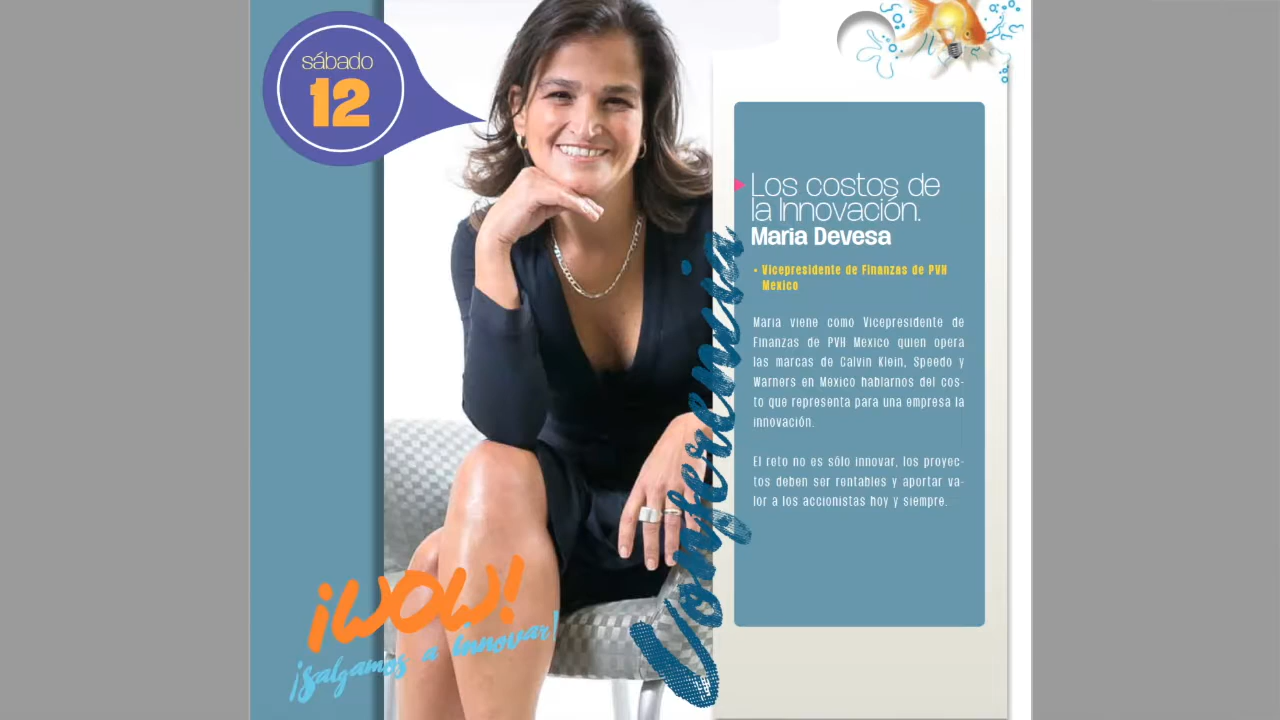 sábado
12
Los costos de
la Innovación.
Maria Devesa
• Vicepresidente de Finanzas de PVH
Mexico
Maria viene como Vicepresidente de
Finanzas de PVH Mexico quien opera
las marcas de Calvin Klein, Speedo y
Warners en Mexico hablarnos del cos-
to que representa para una empresa la
innovación.
El reto no es sólo innovar, los proyec-
tos deben ser rentables y aportar va-
lor a los accionistas hoy y siempre.
Conferencia
¡WOW!
¡Salgamos a innovar!